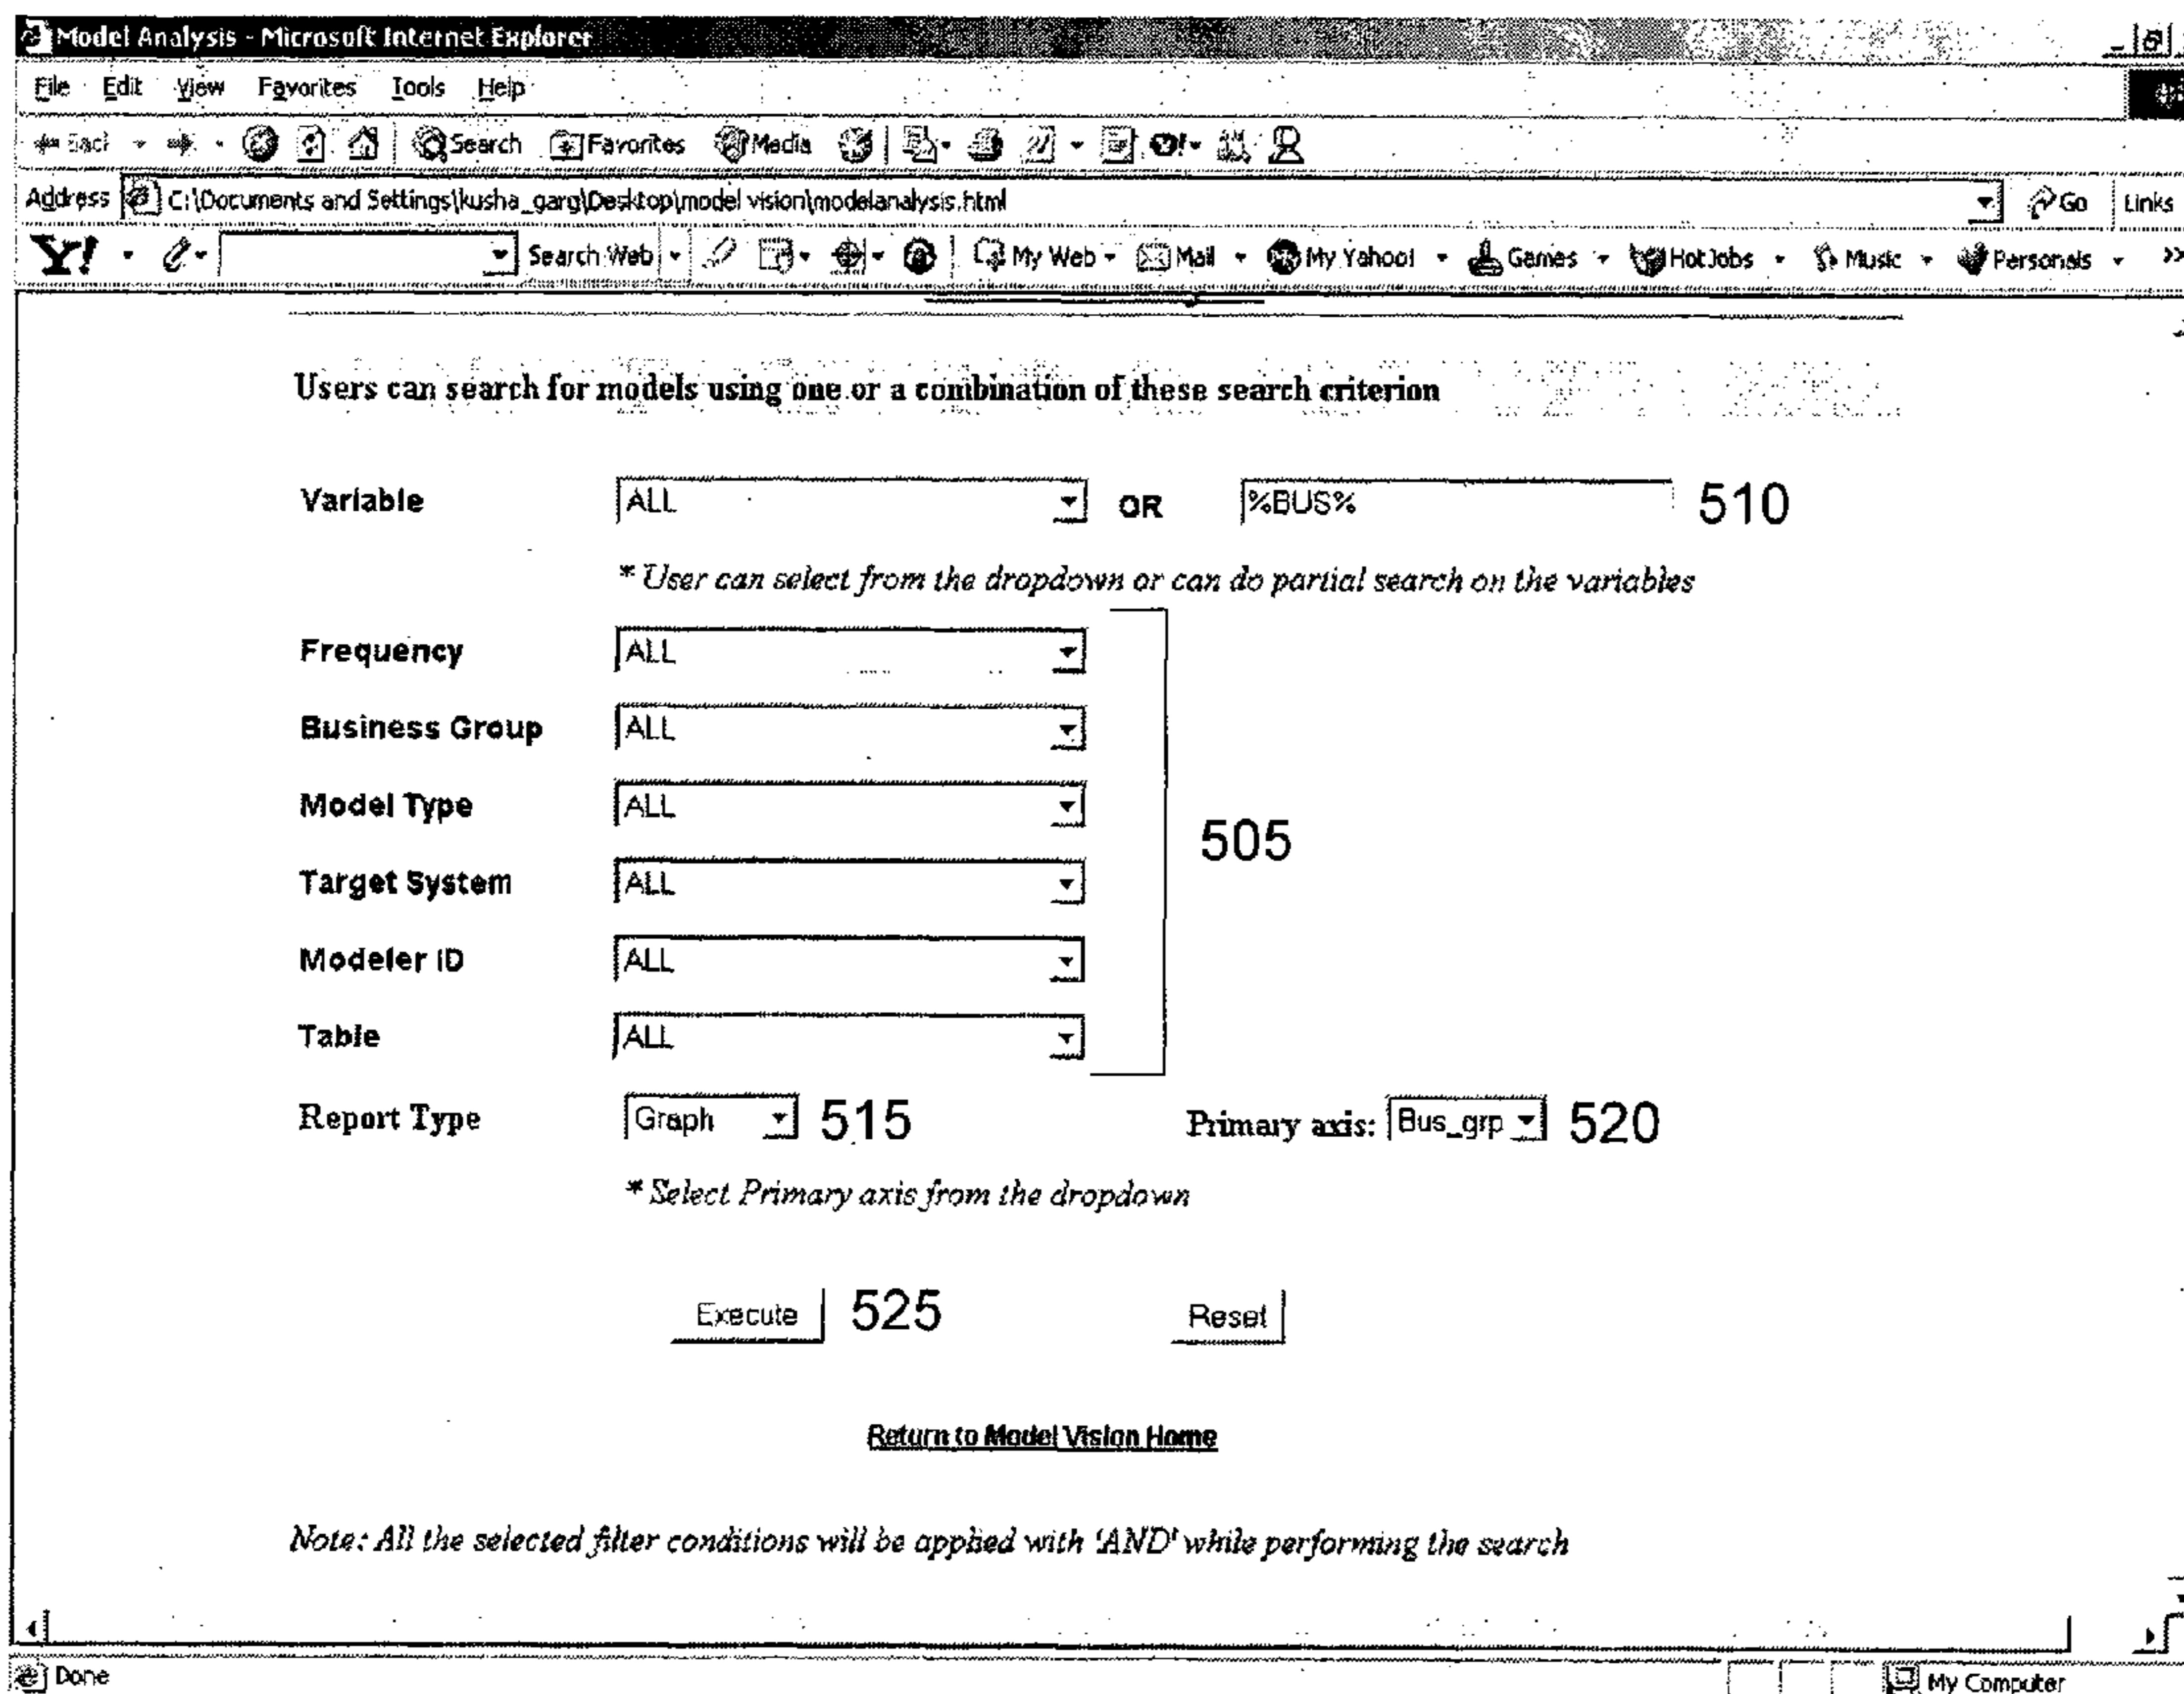 Model Analysis - Microsoft Internet Explorer
File Edit View Favorites Tools Help
Back Search Favorites Media
Address C:\Documents and Settings\kusha_garg\Desktop\model vision\modelanalysis.html Go Links
Y! Search Web My Web Mail My Yahoo! Games HotJobs Music Personals >>
Users can search for models using one or a combination of these search criterion
Variable ALL OR %BUS% 510
* User can select from the dropdown or can do partial search on the variables
Frequency ALL
Business Group ALL
Model Type ALL
505
Target System ALL
Modeler ID ALL
Table ALL
Report Type Graph 515 Primary axis: Bus_grp 520
* Select Primary axis from the dropdown
Execute 525 Reset
Return to Model Vision Home
Note: All the selected filter conditions will be applied with 'AND' while performing the search
Done My Computer